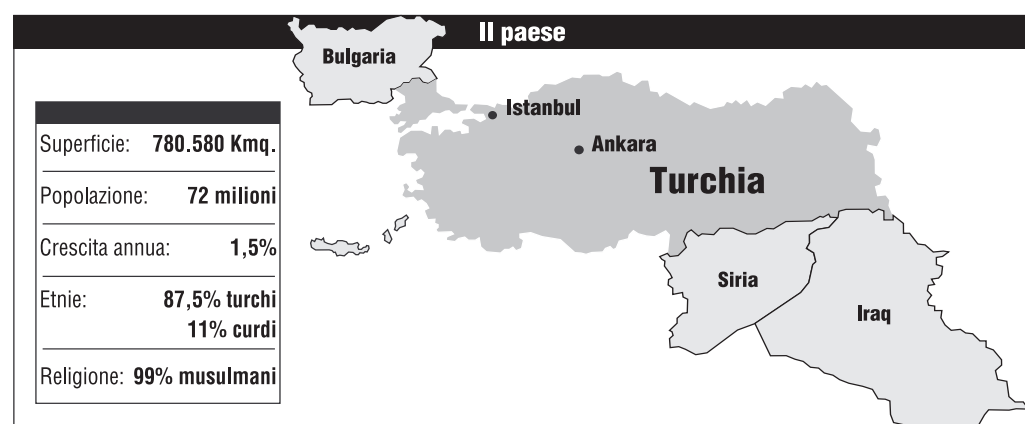 Il paese
Bulgaria
Istanbul
Ankara
Turchia
Siria
Iraq
Superficie: 780.580 Kmq.
Popolazione: 72 milioni
Crescita annua: 1,5%
Etnie: 87,5% turchi
11% curdi
Religione: 99% musulmani